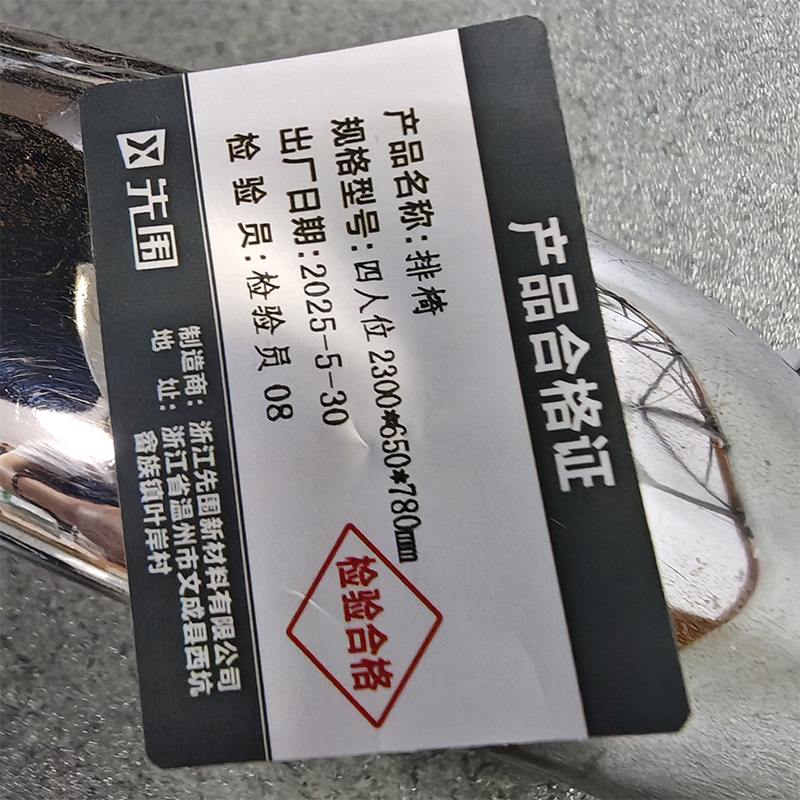 产品合格证
产品名称：排椅
规格型号：四人位 2300*650*780mm
出厂日期：2025-5-30
检验员：检验员 08
检验合格
先围
制造商：浙江先围新材料有限公司
地址：浙江省温州市文成县西坑
畲族镇叶岸村